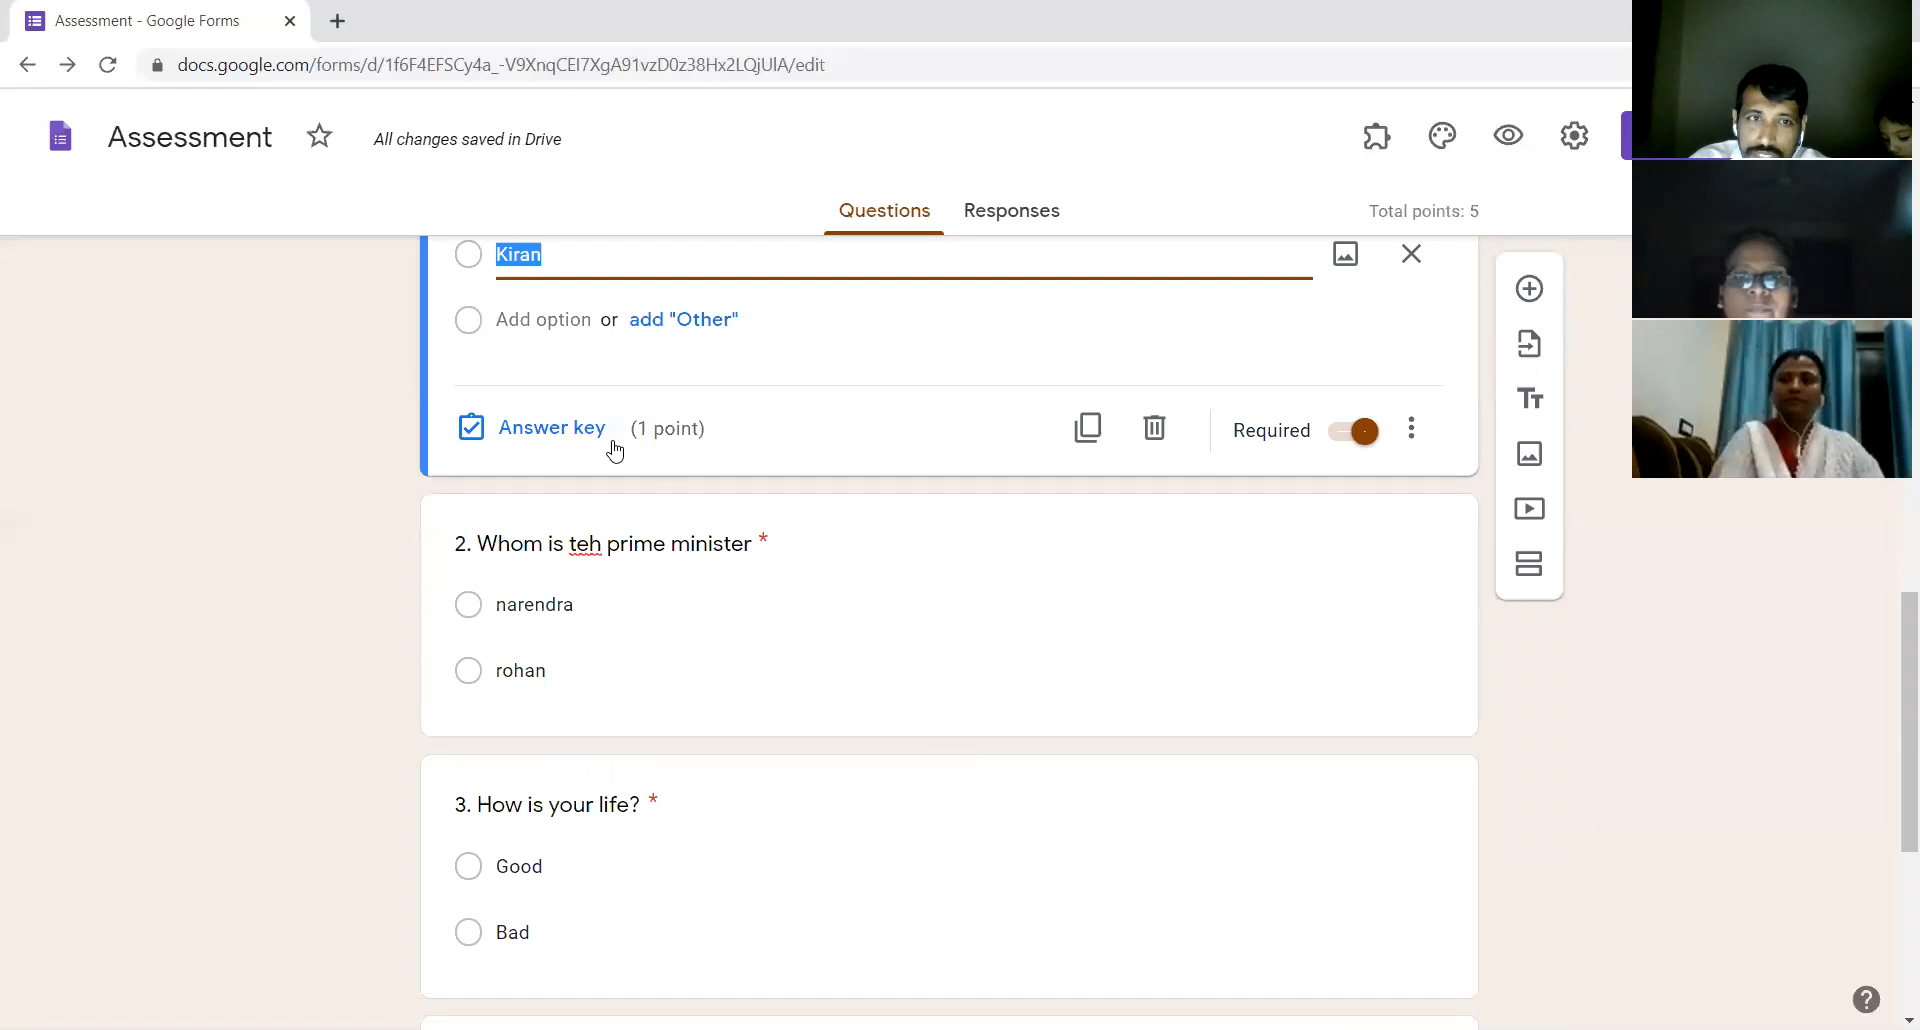 Assessment - Google Forms
docs.google.com/forms/d/1f6F4EFSCy4a_-V9XnqCEI7XgA91vzD0z38Hx2LQjUlA/edit
Assessment
All changes saved in Drive
Questions
Responses
Total points: 5
Kiran
Add option or add "Other"
Answer key (1 point)
Required
2. Whom is teh prime minister *
narendra
rohan
3. How is your life? *
Good
Bad